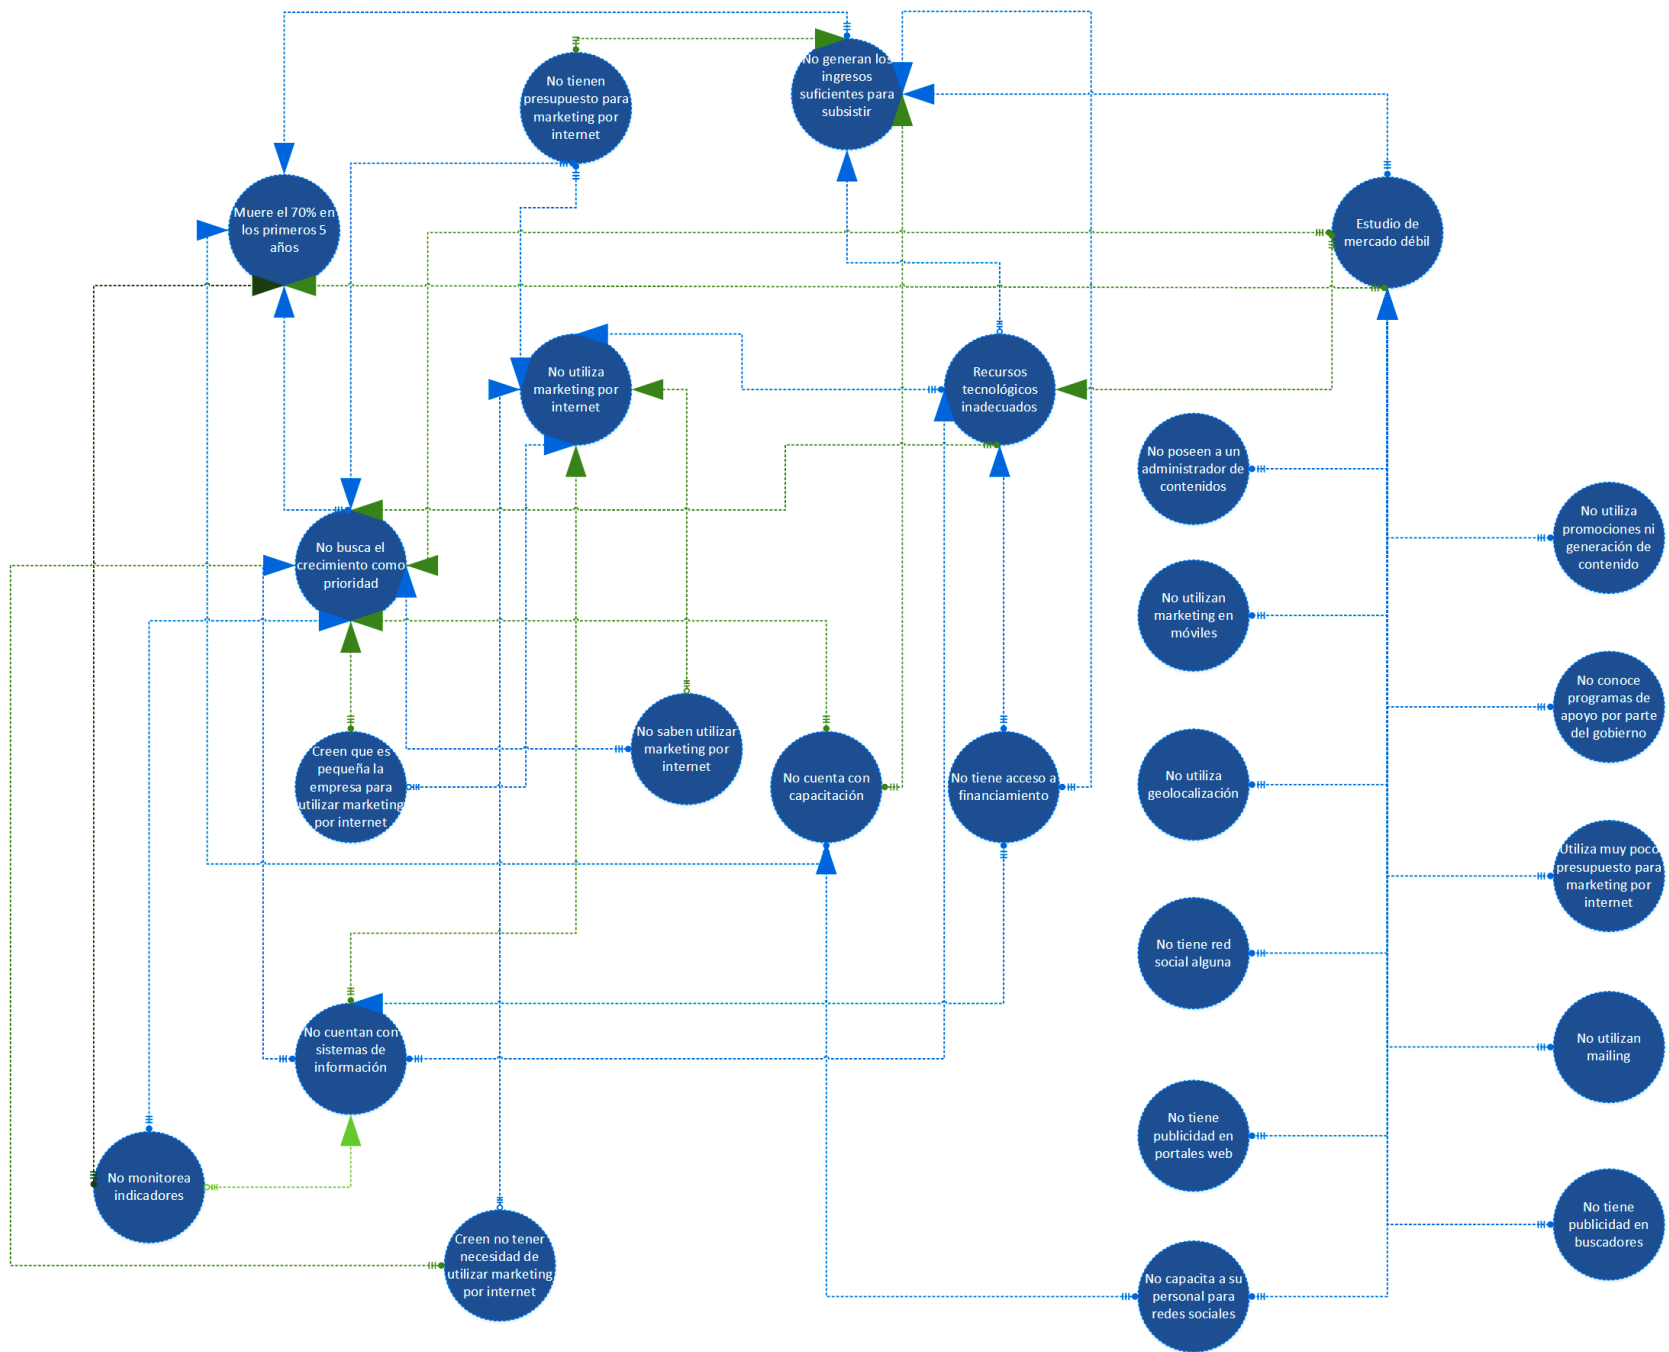 No generan los
ingresos
suficientes para
subsistir
No tienen
presupuesto para
marketing por
internet
Muere el 70% en
los primeros 5
años
Estudio de
mercado débil
No utiliza
marketing por
internet
Recursos
tecnológicos
inadecuados
No poseen a un
administrador de
contenidos
No utiliza
promociones ni
generación de
contenido
No busca el
crecimiento como
prioridad
No utilizan
marketing en
móviles
No conoce
programas de
apoyo por parte
del gobierno
No saben utilizar
marketing por
internet
Creen que es
pequeña la
empresa para
utilizar marketing
por internet
No cuenta con
capacitación
No tiene acceso a
financiamiento
No utiliza
geolocalización
Utiliza muy poco
presupuesto para
marketing por
internet
No tiene red
social alguna
No cuentan con
sistemas de
información
No utilizan
mailing
No tiene
publicidad en
portales web
No monitorea
indicadores
No tiene
publicidad en
buscadores
Creen no tener
necesidad de
utilizar marketing
por internet
No capacita a su
personal para
redes sociales